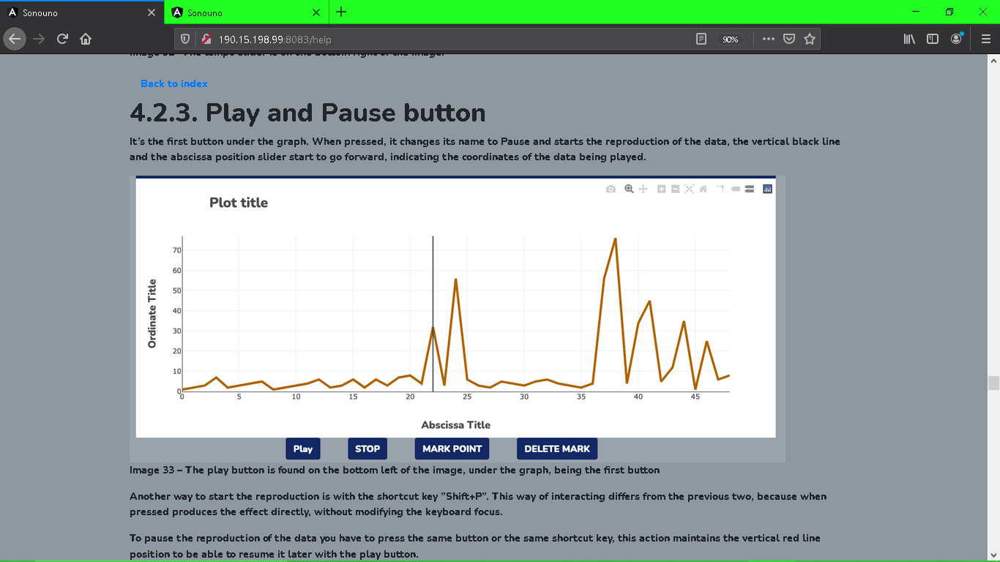 Sonouno
Sonouno
190.15.198.99:8083/help
90%
Back to index
4.2.3. Play and Pause button
It's the first button under the graph. When pressed, it changes its name to Pause and starts the reproduction of the data, the vertical black line
and the abscissa position slider start to go forward, indicating the coordinates of the data being played.
Plot title
Ordinate Title
70
60
50
40
30
20
10
0
0 5 10 15 20 25 30 35 40 45
Abscissa Title
Play STOP MARK POINT DELETE MARK
Image 33 – The play button is found on the bottom left of the image, under the graph, being the first button
Another way to start the reproduction is with the shortcut key ”Shift+P”. This way of interacting differs from the previous two, because when
pressed produces the effect directly, without modifying the keyboard focus.
To pause the reproduction of the data you have to press the same button or the same shortcut key, this action maintains the vertical red line
position to be able to resume it later with the play button.